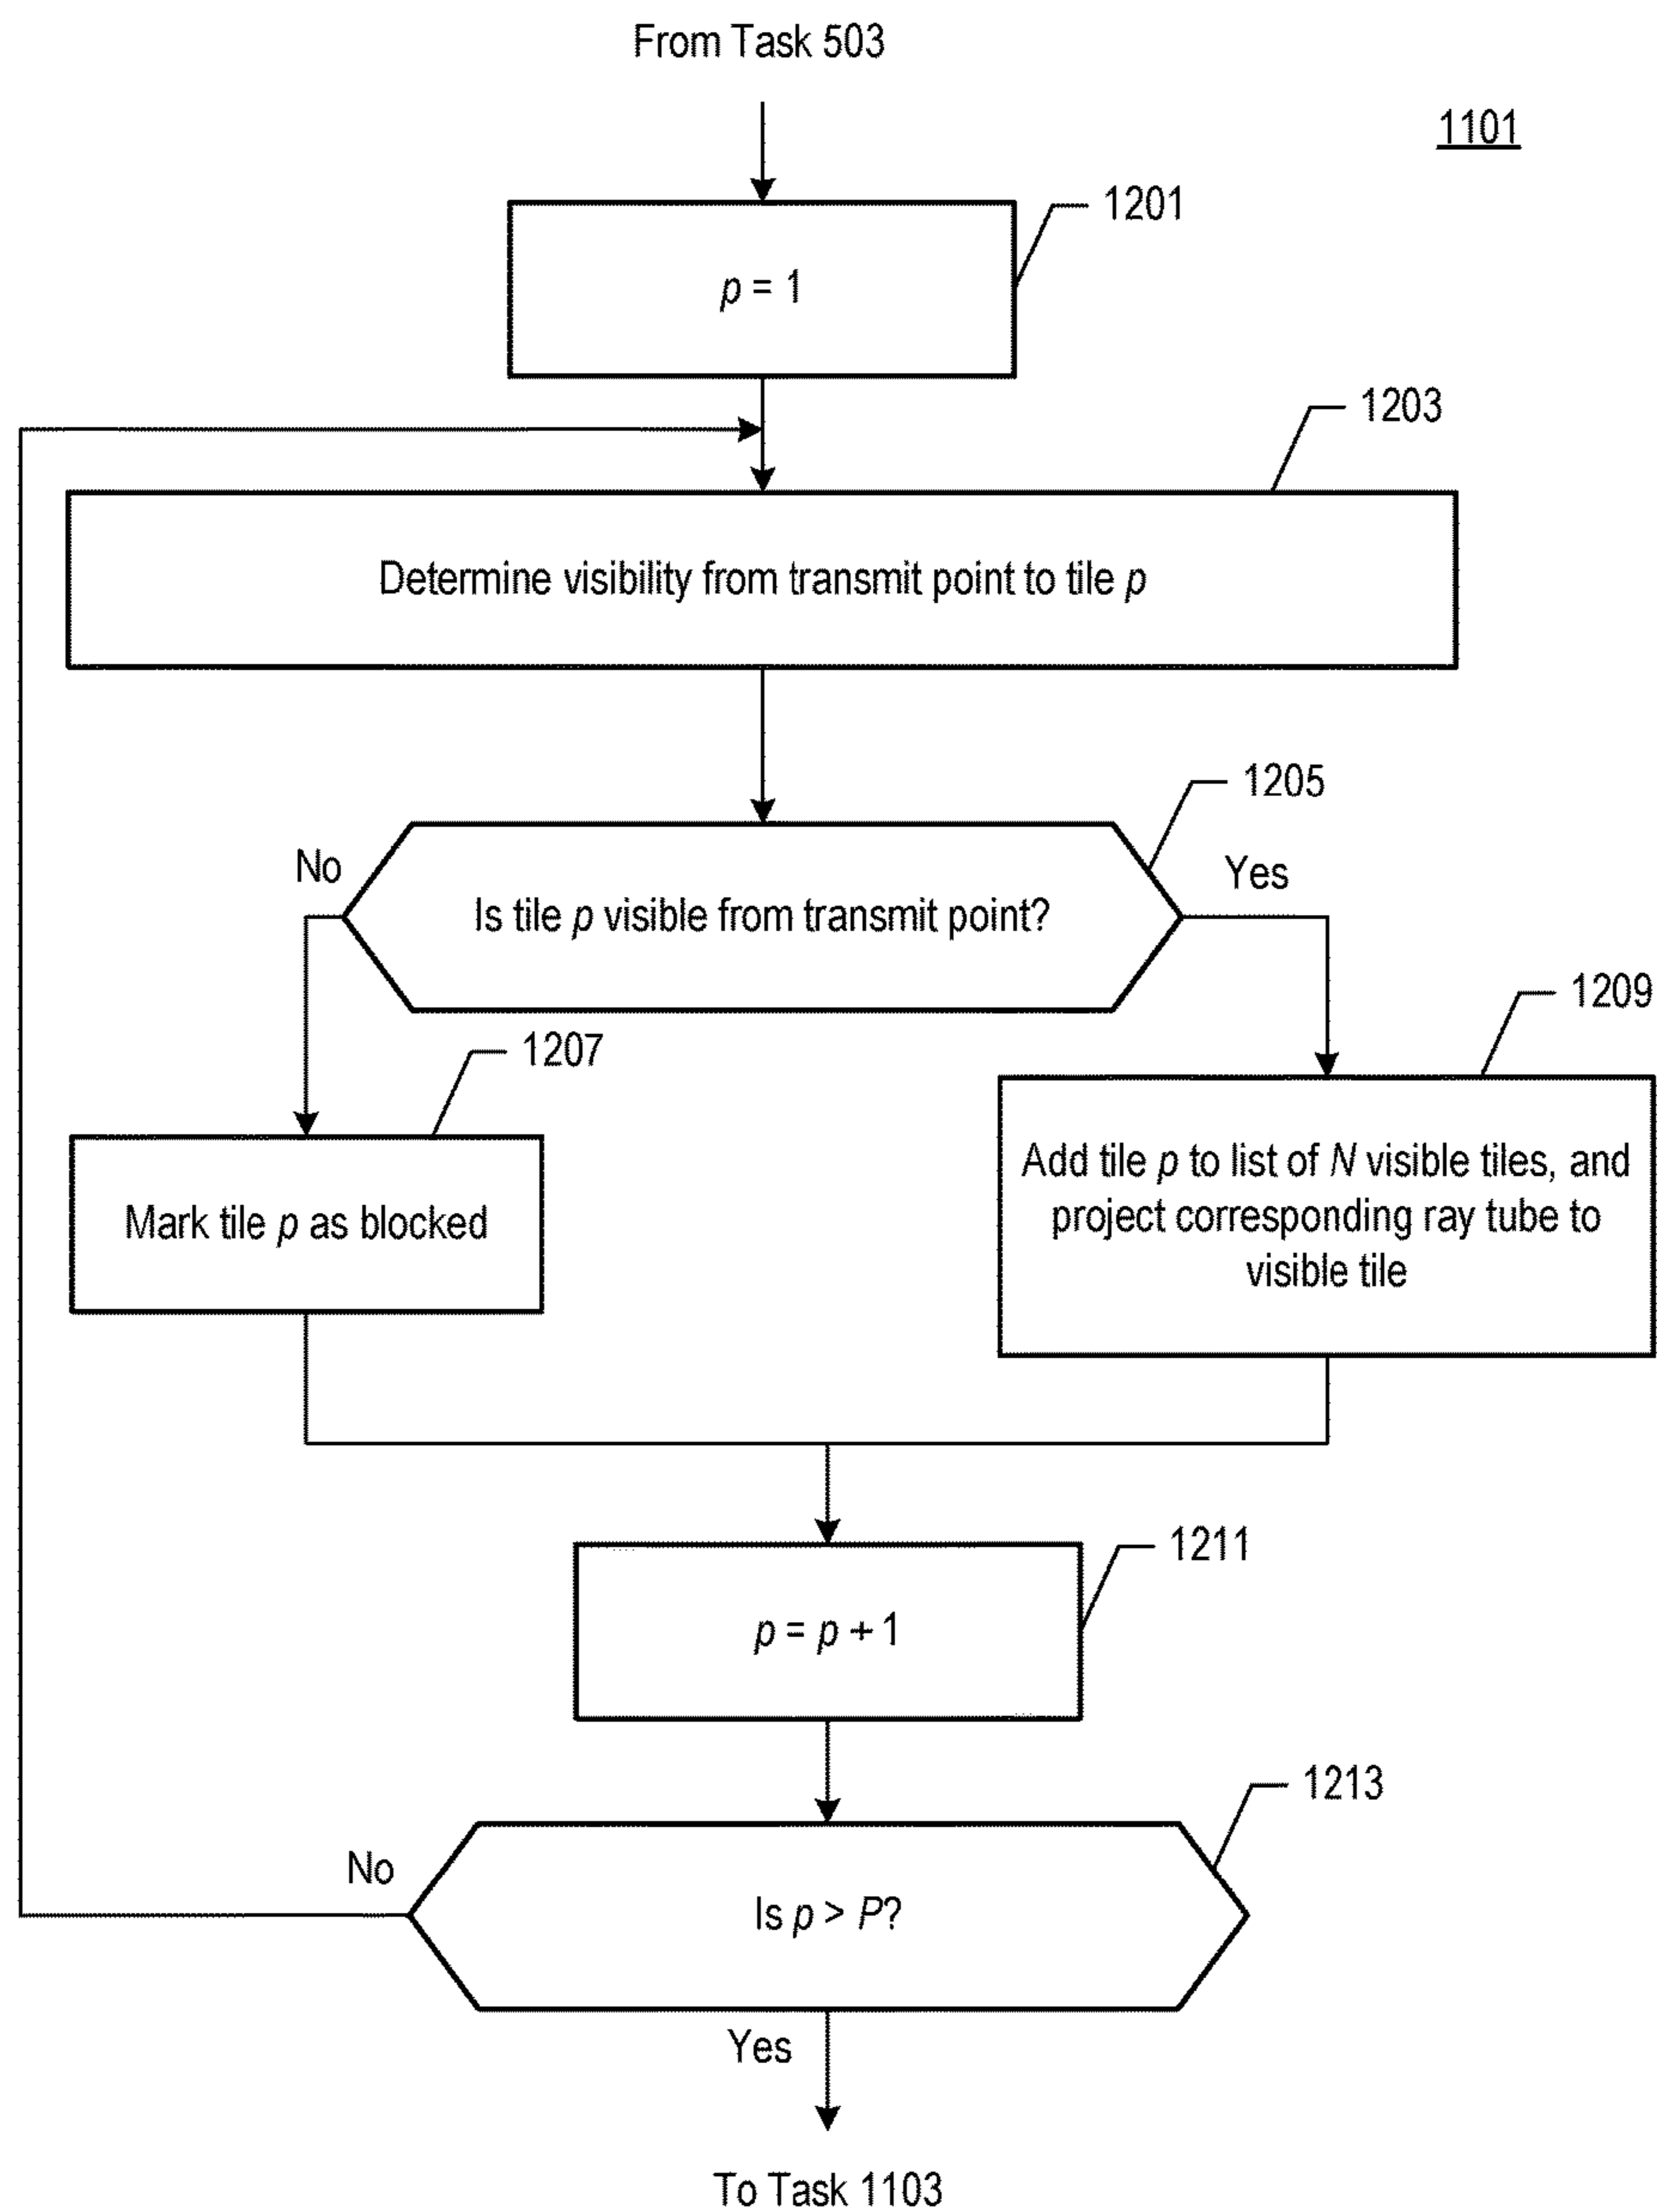 From Task 503
1101
1201
p = 1
1203
Determine visibility from transmit point to tile p
1205
No
Yes
Is tile p visible from transmit point?
1209
1207
Add tile p to list of N visible tiles, and
project corresponding ray tube to
visible tile
Mark tile p as blocked
1211
p = p + 1
1213
No
Is p > P?
Yes
To Task 1103